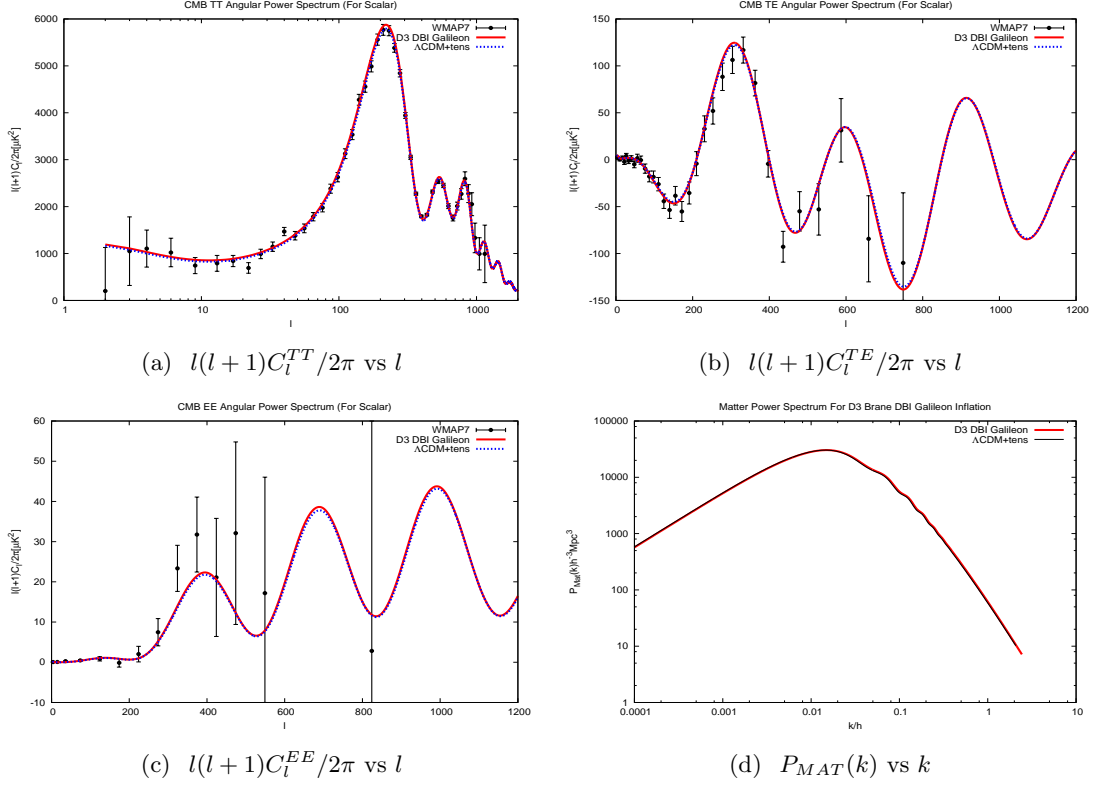 CMB TT Angular Power Spectrum (For Scalar)
WMAP7
D3 DBI Galileon
ΛCDM+tens
l(l+1)Cₗ/2π[μK²]
6000
5000
4000
3000
2000
1000
0
1 10 100 1000
l
(a) l(l + 1)C_l^{TT}/2π vs l
CMB TE Angular Power Spectrum (For Scalar)
WMAP7
D3 DBI Galileon
ΛCDM+tens
l(l+1)Cₗ/2π[μK²]
150
100
50
0
-50
-100
-150
0 200 400 600 800 1000 1200
l
(b) l(l + 1)C_l^{TE}/2π vs l
CMB EE Angular Power Spectrum (For Scalar)
WMAP7
D3 DBI Galileon
ΛCDM+tens
l(l+1)Cₗ/2π[μK²]
60
50
40
30
20
10
0
-10
0 200 400 600 800 1000 1200
l
(c) l(l + 1)C_l^{EE}/2π vs l
Matter Power Spectrum For D3 Brane DBI Galileon Inflation
D3 DBI Galileon
ΛCDM+tens
P_{Mat}(k)h⁻³Mpc³
100000
10000
1000
100
10
1
0.0001 0.001 0.01 0.1 1 10
k/h
(d) P_{MAT}(k) vs k